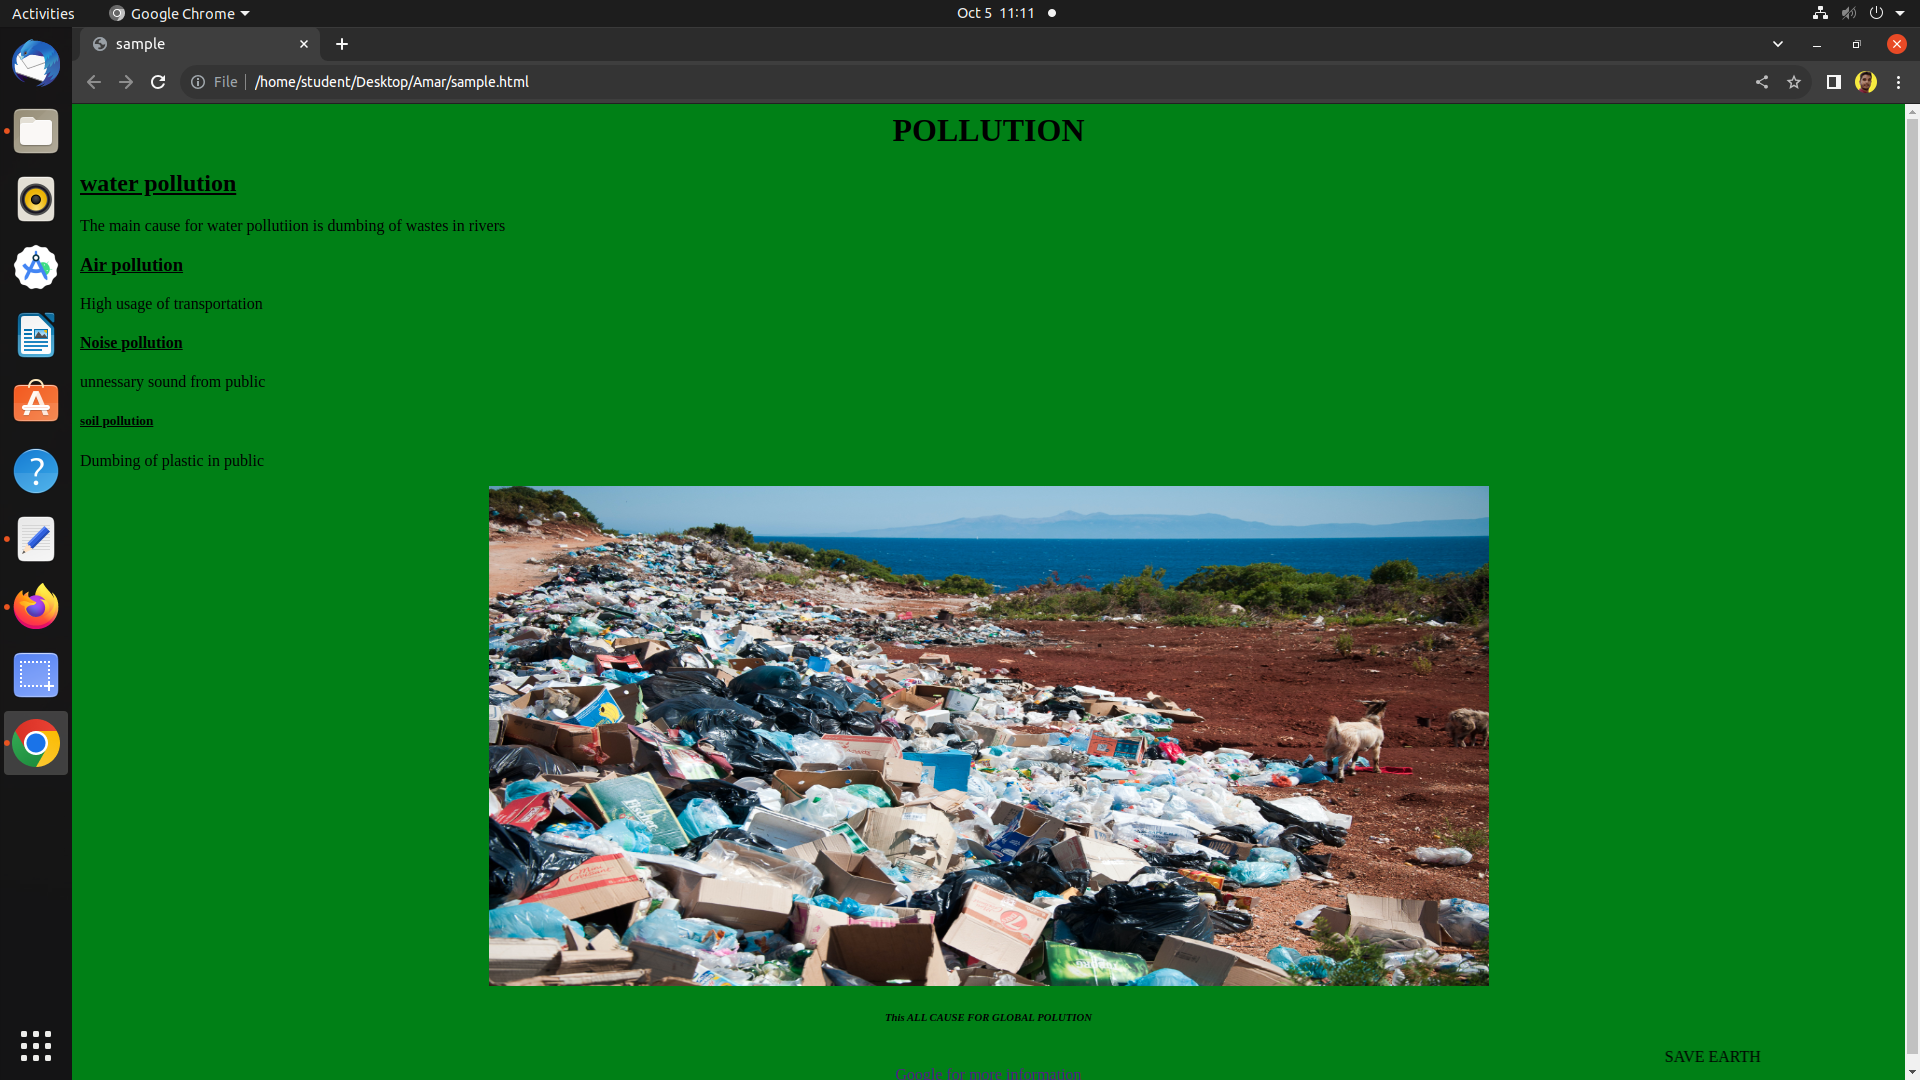 Activities
Google Chrome
Oct 5 11:11
sample
File
/home/student/Desktop/Amar/sample.html
POLLUTION
water pollution
The main cause for water pollutiion is dumbing of wastes in rivers
Air pollution
High usage of transportation
Noise pollution
unnessary sound from public
soil pollution
Dumbing of plastic in public
This ALL CAUSE FOR GLOBAL POLUTION
SAVE EARTH
Google for more information